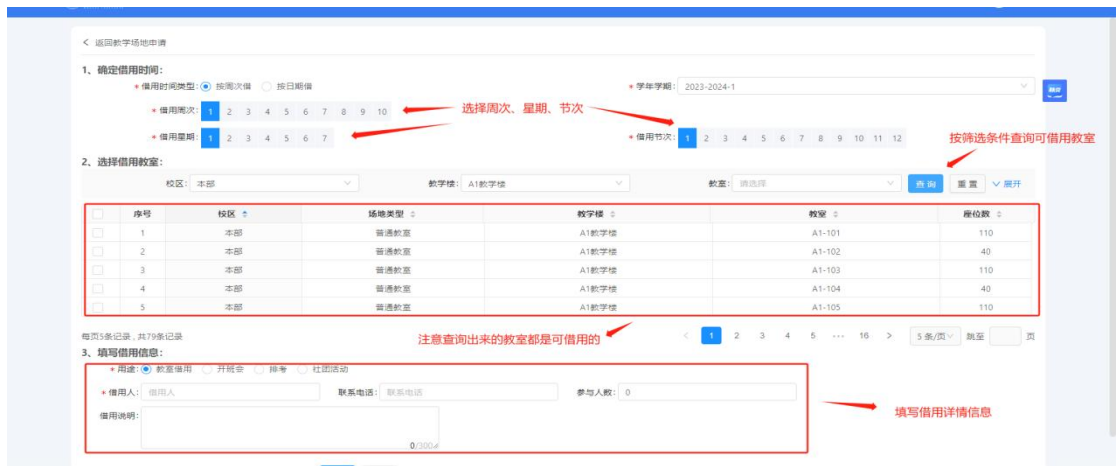 < 返回教学场地申请
1、确定借用时间：
* 借用时间类型： 按周次借 按日期借 * 学年学期： 2023-2024-1
* 借用周次： 1 2 3 4 5 6 7 8 9 10 选择周次、星期、节次
* 借用星期： 1 2 3 4 5 6 7 * 借用节次： 1 2 3 4 5 6 7 8 9 10 11 12
按筛选条件查询可借用教室
2、选择借用教室：
校区： 本部 教学楼： A1教学楼 教室： 请选择 查询 重置 展开
序号 校区 场地类型 教学楼 教室 座位数
1 本部 普通教室 A1教学楼 A1-101 110
2 本部 普通教室 A1教学楼 A1-102 40
3 本部 普通教室 A1教学楼 A1-103 110
4 本部 普通教室 A1教学楼 A1-104 40
5 本部 普通教室 A1教学楼 A1-105 110
每页5条记录，共79条记录 注意查询出来的教室都是可借用的 < 1 2 3 4 5 ··· 16 > 5 条/页 跳至 页
3、填写借用信息：
* 用途： 教室借用 开班会 排考 社团活动
* 借用人： 借用人 联系电话： 联系电话 参与人数： 0
借用说明：
填写借用详情信息
0/300